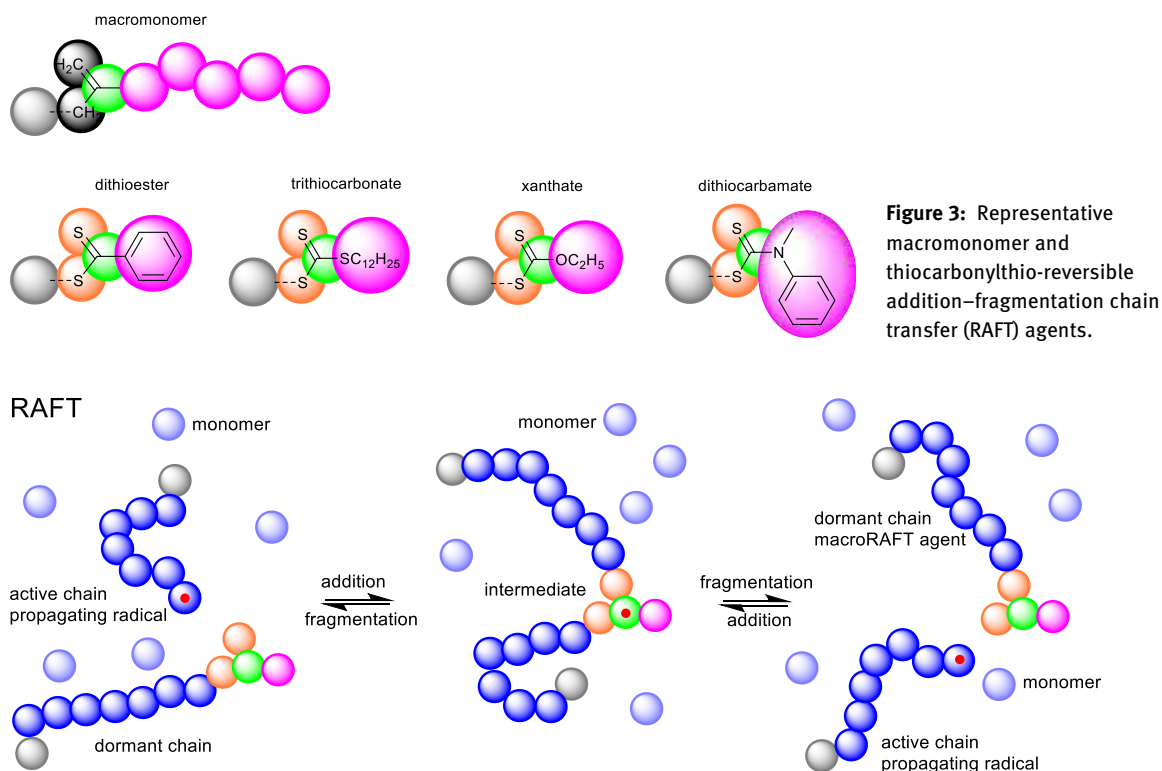 macromonomer
H₂C
CH₂
dithioester
S
S
trithiocarbonate
S
SC₁₂H₂₅
S
xanthate
S
OC₂H₅
S
dithiocarbamate
S
N
S
Figure 3: Representative
macromonomer and
thiocarbonylthio-reversible
addition–fragmentation chain
transfer (RAFT) agents.
RAFT
monomer
active chain
propagating radical
dormant chain
addition
fragmentation
monomer
intermediate
fragmentation
addition
dormant chain
macroRAFT agent
monomer
active chain
propagating radical